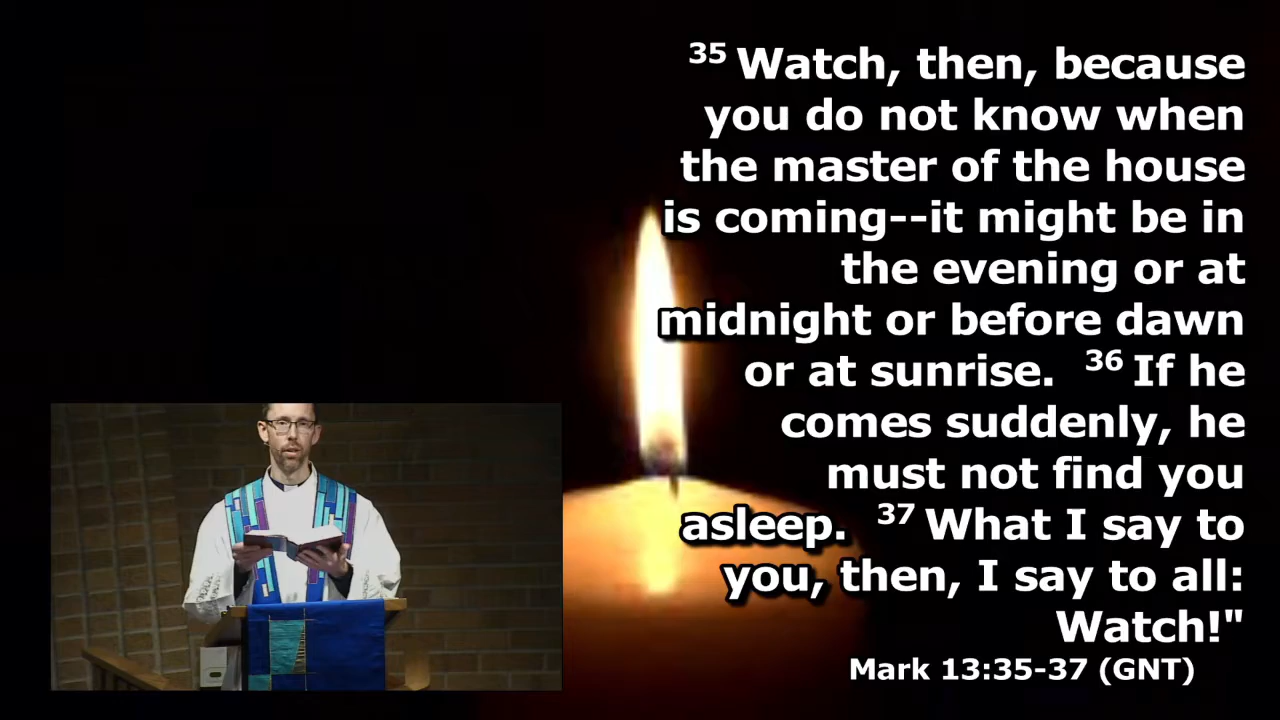 35 Watch, then, because
you do not know when
the master of the house
is coming--it might be in
the evening or at
midnight or before dawn
or at sunrise. 36 If he
comes suddenly, he
must not find you
asleep. 37 What I say to
you, then, I say to all:
Watch!"
Mark 13:35-37 (GNT)